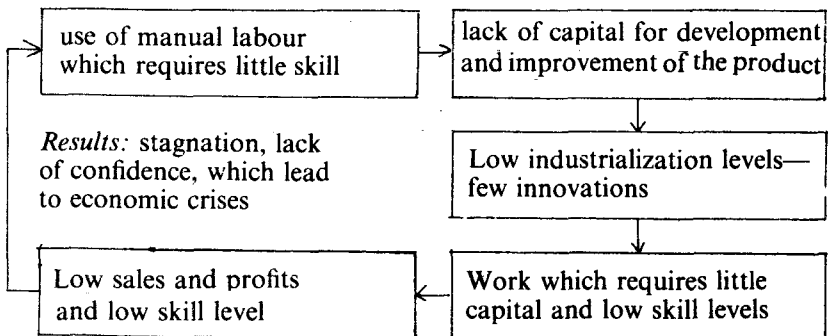 use of manual labour
which requires little skill
lack of capital for development
and improvement of the product
Results: stagnation, lack
of confidence, which lead
to economic crises
Low industrialization levels—
few innovations
Low sales and profits
and low skill level
Work which requires little
capital and low skill levels